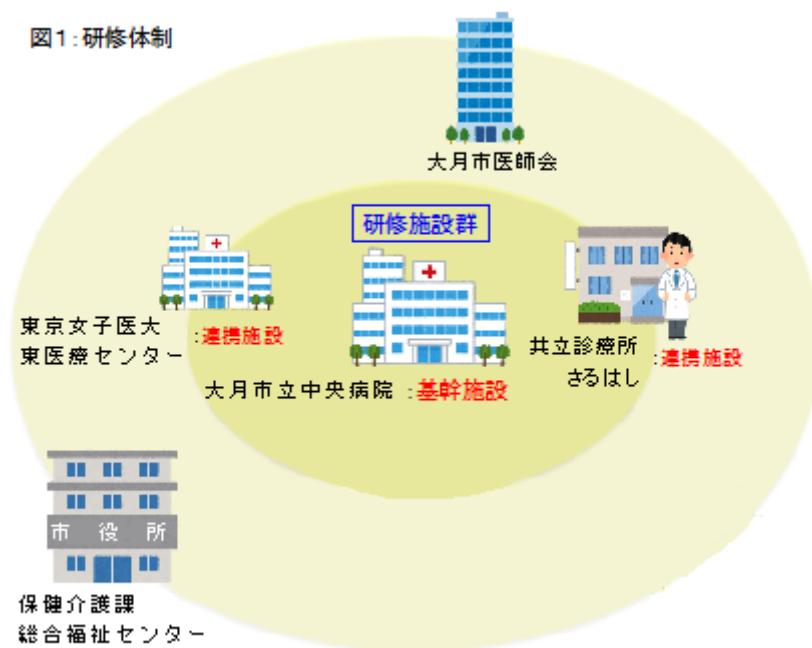 図1:研修体制
大月市医師会
研修施設群
東京女子医大
東医療センター :連携施設
共立診療所
さるはし :連携施設
大月市立中央病院 :基幹施設
市役所
保健介護課
総合福祉センター